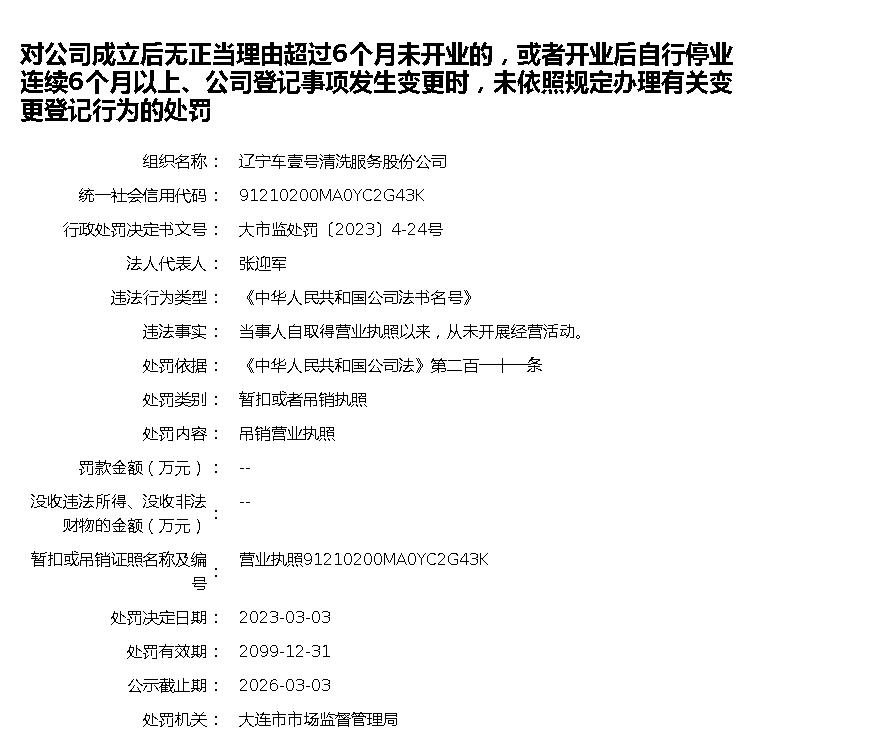 对公司成立后无正当理由超过6个月未开业的，或者开业后自行停业
连续6个月以上、公司登记事项发生变更时，未依照规定办理有关变
更登记行为的处罚
组织名称： 辽宁车壹号清洗服务股份公司
统一社会信用代码： 91210200MA0YC2G43K
行政处罚决定书文号： 大市监处罚〔2023〕4-24号
法人代表人： 张迎军
违法行为类型： 《中华人民共和国公司法书名号》
违法事实： 当事人自取得营业执照以来，从未开展经营活动。
处罚依据： 《中华人民共和国公司法》第二百一十一条
处罚类别： 暂扣或者吊销执照
处罚内容： 吊销营业执照
罚款金额（万元）： --
没收违法所得、没收非法
财物的金额（万元）： --
暂扣或吊销证照名称及编
号： 营业执照91210200MA0YC2G43K
处罚决定日期： 2023-03-03
处罚有效期： 2099-12-31
公示截止期： 2026-03-03
处罚机关： 大连市市场监督管理局